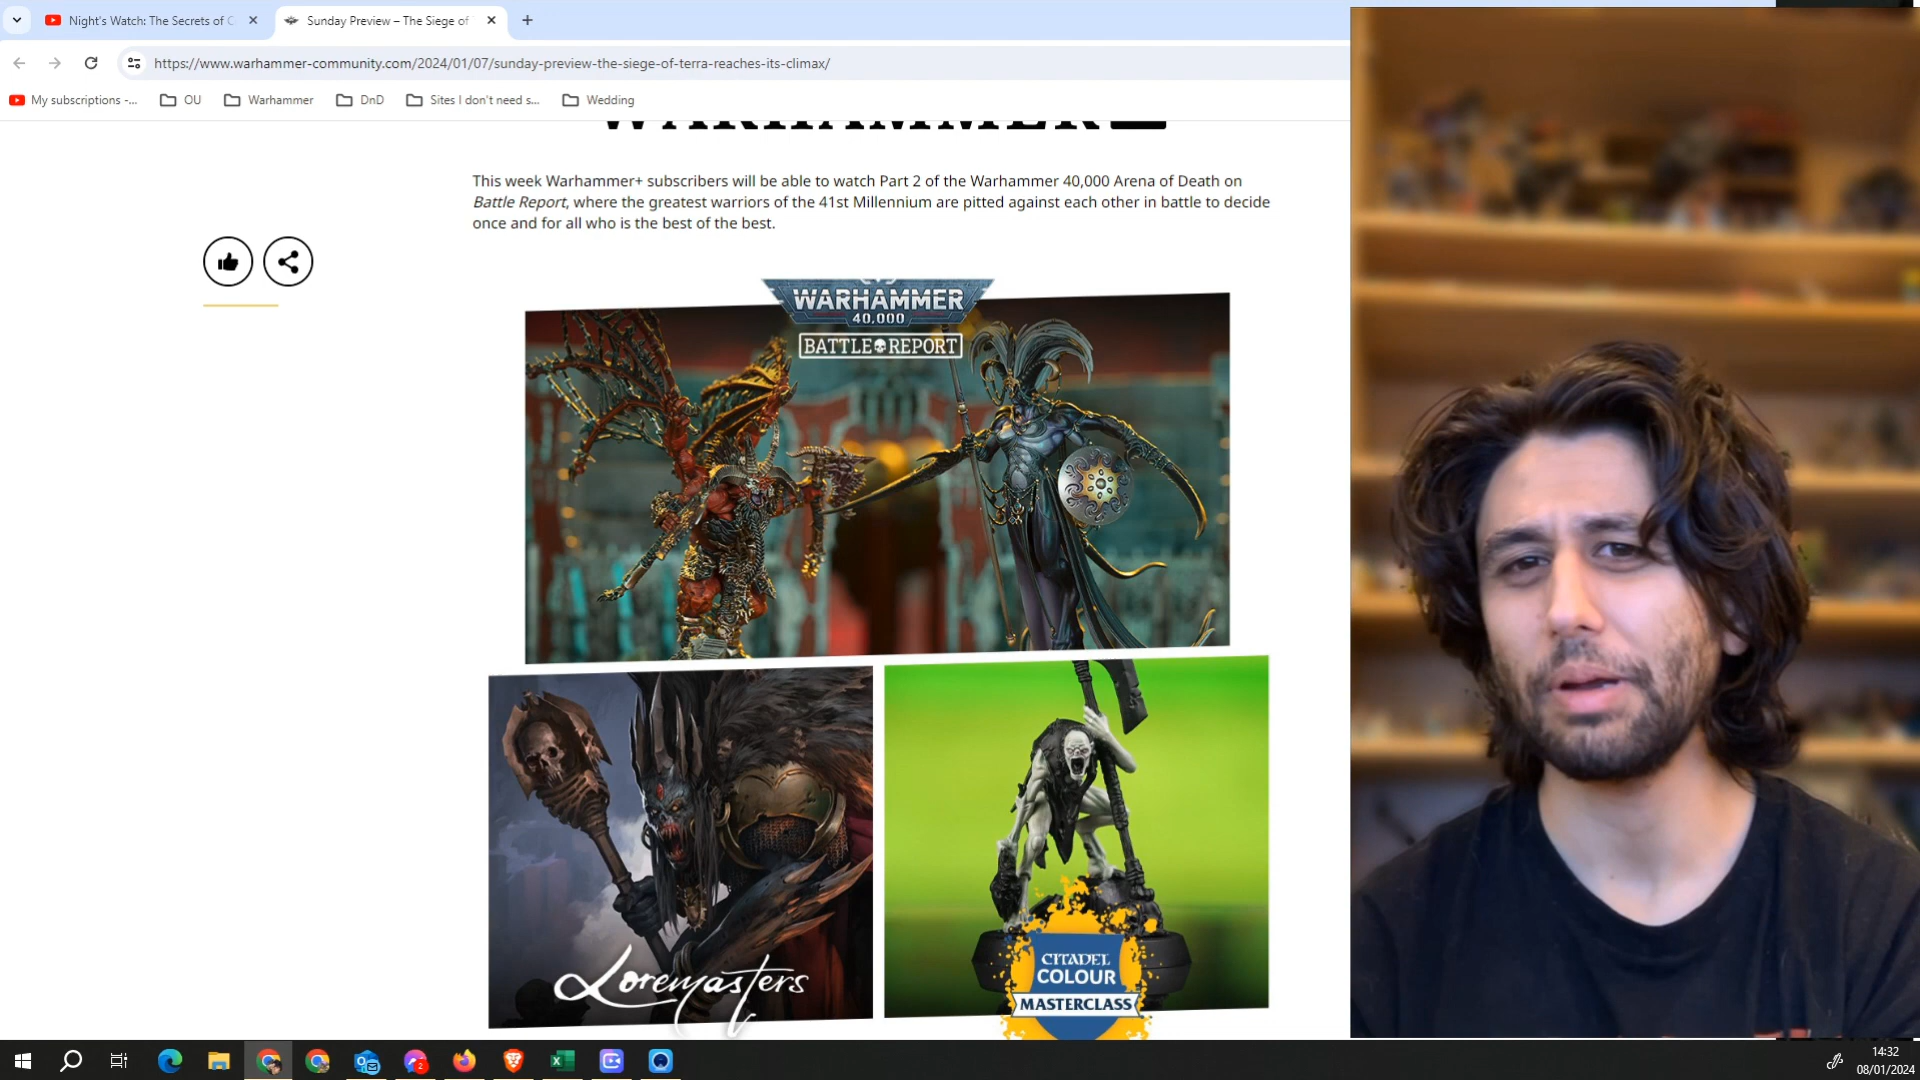 Night's Watch: The Secrets of C
Sunday Preview – The Siege of
https://www.warhammer-community.com/2024/01/07/sunday-preview-the-siege-of-terra-reaches-its-climax/
My subscriptions -...
OU
Warhammer
DnD
Sites I don't need s...
Wedding
WARHAMMER
This week Warhammer+ subscribers will be able to watch Part 2 of the Warhammer 40,000 Arena of Death on
Battle Report, where the greatest warriors of the 41st Millennium are pitted against each other in battle to decide
once and for all who is the best of the best.
WARHAMMER
40,000
BATTLE REPORT
Loremasters
CITADEL
COLOUR
MASTERCLASS
2
14:32
08/01/2024